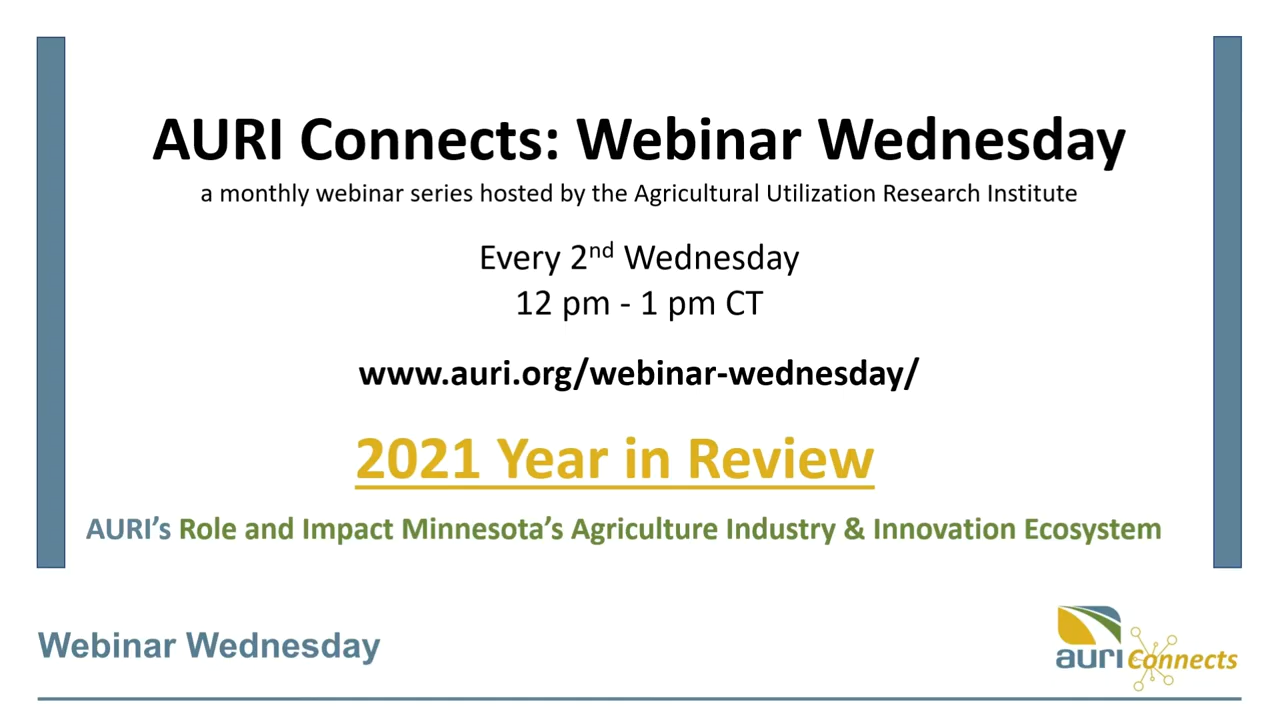 AURI Connects: Webinar Wednesday
a monthly webinar series hosted by the Agricultural Utilization Research Institute
Every 2nd Wednesday
12 pm - 1 pm CT
www.auri.org/webinar-wednesday/
2021 Year in Review
AURI's Role and Impact Minnesota's Agriculture Industry & Innovation Ecosystem
Webinar Wednesday
auri Connects